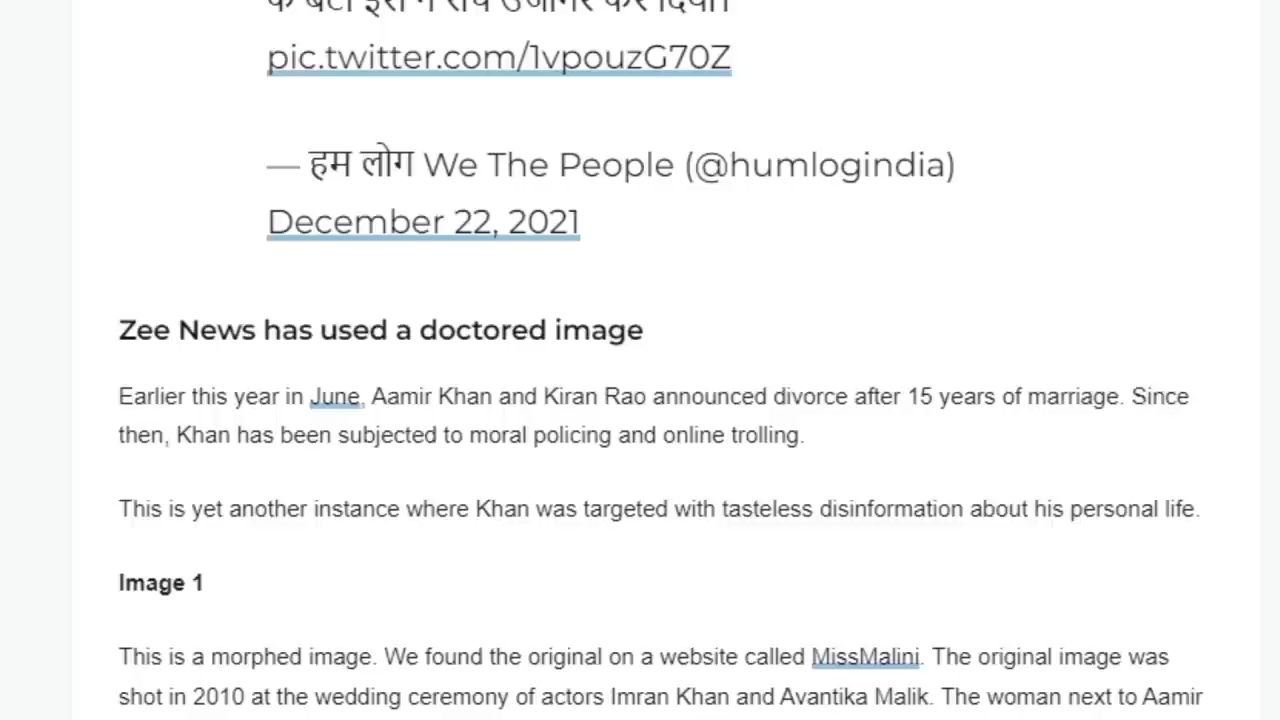 pic.twitter.com/1vpouzG70Z
— हम लोग We The People (@humlogindia)
December 22, 2021
Zee News has used a doctored image
Earlier this year in June, Aamir Khan and Kiran Rao announced divorce after 15 years of marriage. Since
then, Khan has been subjected to moral policing and online trolling.
This is yet another instance where Khan was targeted with tasteless disinformation about his personal life.
Image 1
This is a morphed image. We found the original on a website called MissMalini. The original image was
shot in 2010 at the wedding ceremony of actors Imran Khan and Avantika Malik. The woman next to Aamir